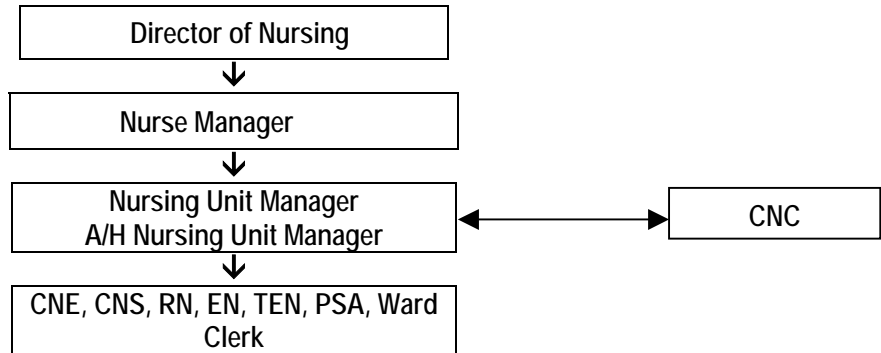 Director of Nursing
Nurse Manager
Nursing Unit Manager
A/H Nursing Unit Manager
CNC
CNE, CNS, RN, EN, TEN, PSA, Ward
Clerk